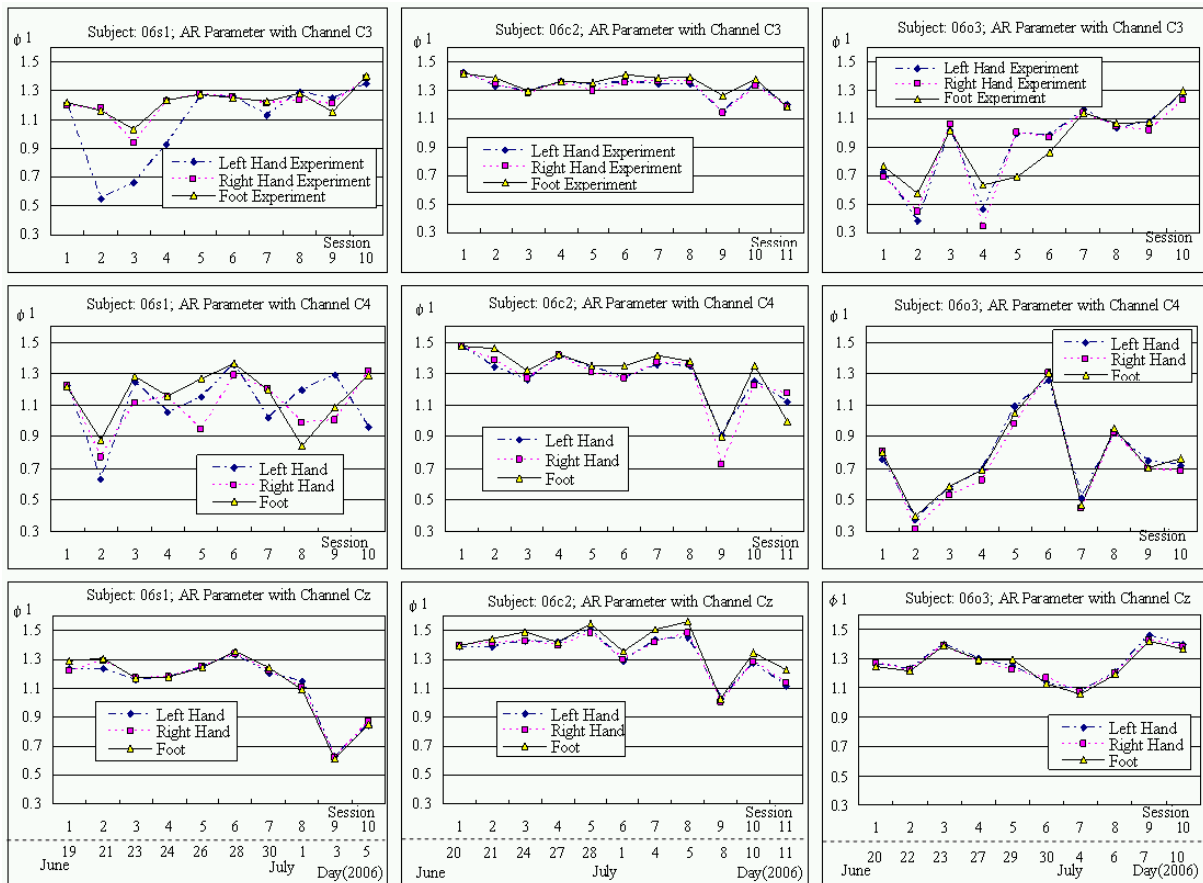 Subject: 06s1; AR Parameter with Channel C3
ϕ 1
1.5
1.3
1.1
0.9
0.7
0.5
0.3
Left Hand Experiment
Right Hand Experiment
Foot Experiment
Session
1 2 3 4 5 6 7 8 9 10
Subject: 06c2; AR Parameter with Channel C3
ϕ 1
1.5
1.3
1.1
0.9
0.7
0.5
0.3
Left Hand Experiment
Right Hand Experiment
Foot Experiment
Session
1 2 3 4 5 6 7 8 9 10 11
Subject: 06o3; AR Parameter with Channel C3
ϕ 1
1.5
1.3
1.1
0.9
0.7
0.5
0.3
Left Hand Experiment
Right Hand Experiment
Foot Experiment
Session
1 2 3 4 5 6 7 8 9 10
Subject: 06s1; AR Parameter with Channel C4
ϕ 1
1.5
1.3
1.1
0.9
0.7
0.5
0.3
Left Hand
Right Hand
Foot
Session
1 2 3 4 5 6 7 8 9 10
Subject: 06c2; AR Parameter with Channel C4
ϕ 1
1.5
1.3
1.1
0.9
0.7
0.5
0.3
Left Hand
Right Hand
Foot
Session
1 2 3 4 5 6 7 8 9 10 11
Subject: 06o3; AR Parameter with Channel C4
ϕ 1
1.5
1.3
1.1
0.9
0.7
0.5
0.3
Left Hand
Right Hand
Foot
Session
1 2 3 4 5 6 7 8 9 10
Subject: 06s1; AR Parameter with Channel Cz
ϕ 1
1.5
1.3
1.1
0.9
0.7
0.5
0.3
Left Hand
Right Hand
Foot
Session
1 2 3 4 5 6 7 8 9 10
19 21 23 24 26 28 30 1 3 5
June July Day(2006)
Subject: 06c2; AR Parameter with Channel Cz
ϕ 1
1.5
1.3
1.1
0.9
0.7
0.5
0.3
Left Hand
Right Hand
Foot
Session
1 2 3 4 5 6 7 8 9 10 11
20 21 24 27 28 1 4 5 8 10 11
June July Day(2006)
Subject: 06o3; AR Parameter with Channel Cz
ϕ 1
1.5
1.3
1.1
0.9
0.7
0.5
0.3
Left Hand
Right Hand
Foot
Session
1 2 3 4 5 6 7 8 9 10
20 22 23 27 29 30 4 6 7 10
June July Day(2006)